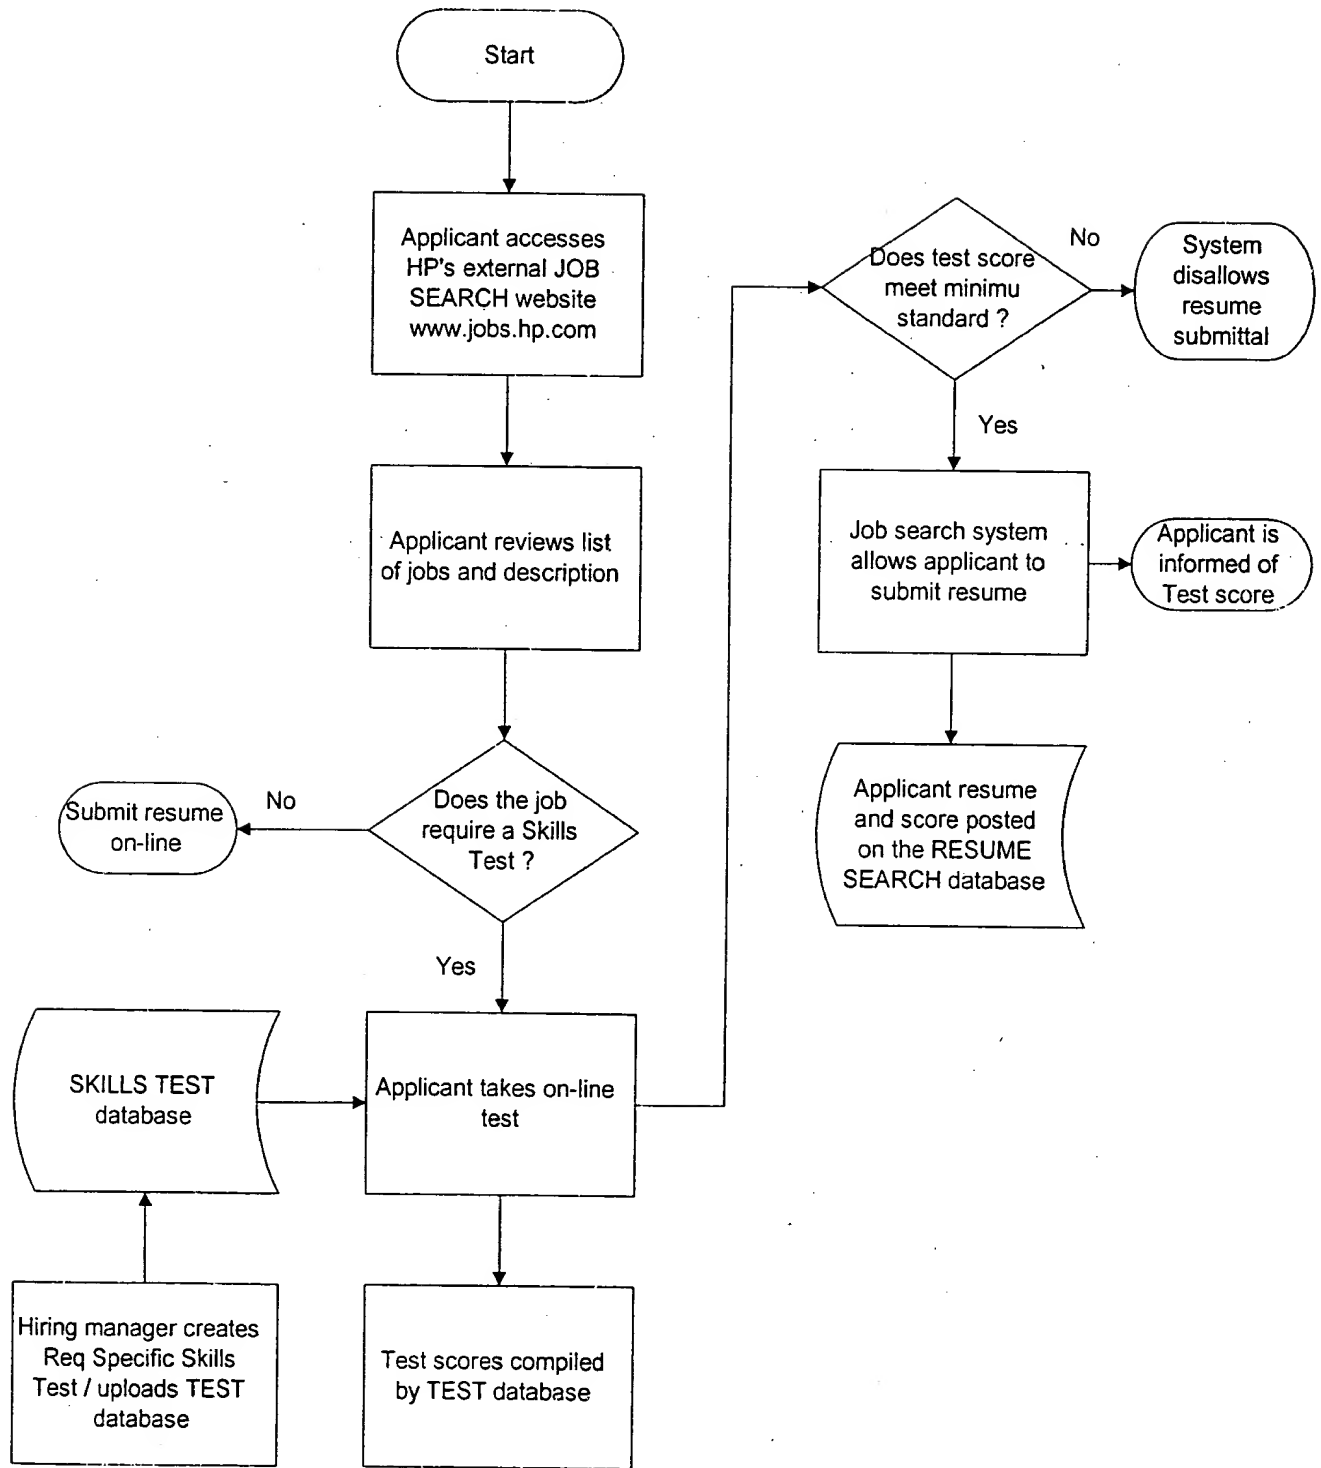 Start
Applicant accesses
HP's external JOB
SEARCH website
www.jobs.hp.com
Applicant reviews list
of jobs and description
Does the job
require a Skills
Test ?
No
Submit resume
on-line
Yes
SKILLS TEST
database
Applicant takes on-line
test
Hiring manager creates
Req Specific Skills
Test / uploads TEST
database
Test scores compiled
by TEST database
Does test score
meet minimu
standard ?
No
System
disallows
resume
submittal
Yes
Job search system
allows applicant to
submit resume
Applicant is
informed of
Test score
Applicant resume
and score posted
on the RESUME
SEARCH database